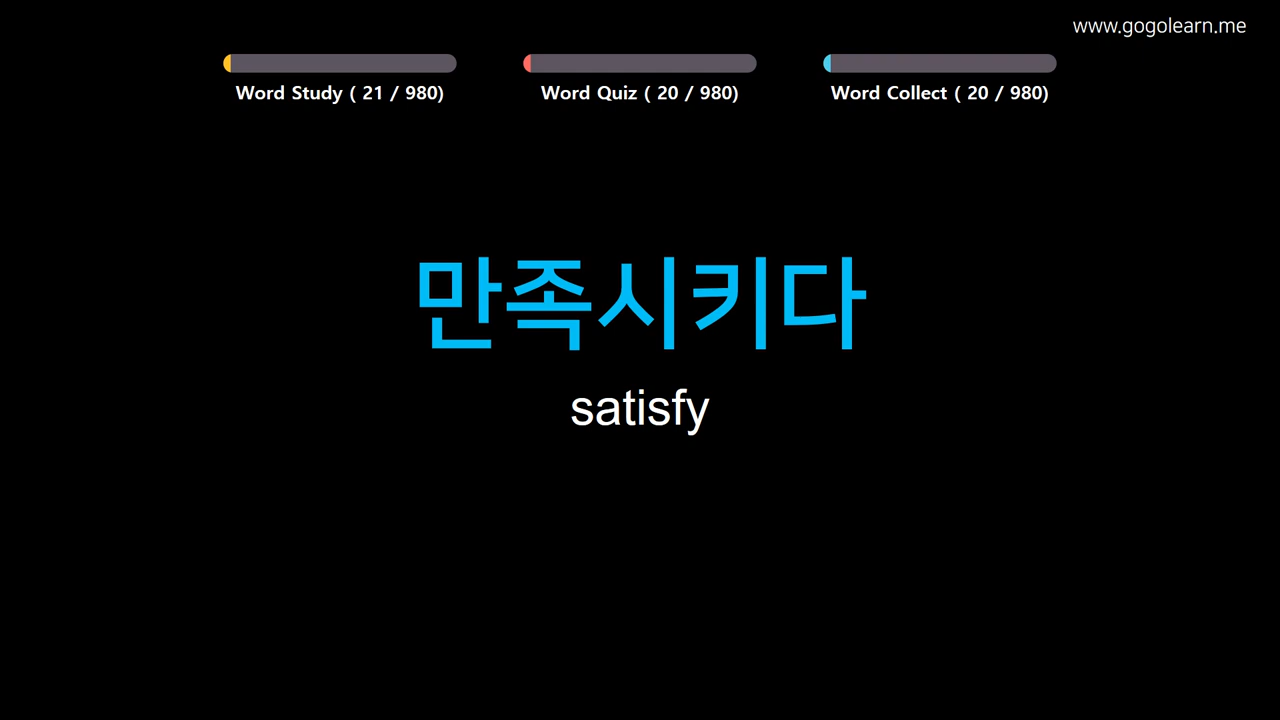 www.gogolearn.me
Word Study ( 21 / 980)
Word Quiz ( 20 / 980)
Word Collect ( 20 / 980)
만족시키다
satisfy